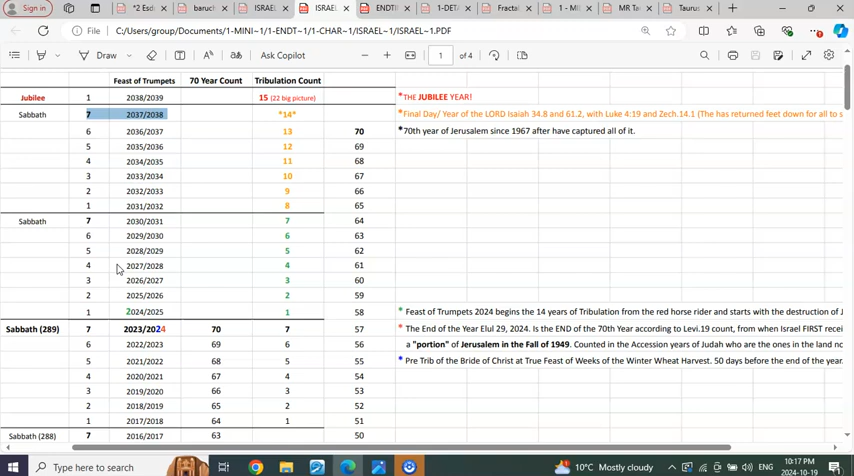 Sign in
*2 Esd
baruch
ISRAEL
ISRAEL
ENDTIM
1-DETA
Fractal
1 - MIL
MR Tar
Taurus
File C:/Users/group/Documents/1-MINI~1/1-ENDT~1/1-CHAR~1/ISRAEL~1/ISRAEL~1.PDF
Draw Ask Copilot 1 of 4
Feast of Trumpets 70 Year Count Tribulation Count
Jubilee 1 2038/2039 15 (22 big picture) *THE JUBILEE YEAR!
Sabbath 7 2037/2038 *14* *Final Day/ Year of the LORD Isaiah 34.8 and 61.2, with Luke 4:19 and Zech.14.1 (The has returned feet down for all to s
6 2036/2037 13 70 *70th year of Jerusalem since 1967 after have captured all of it.
5 2035/2036 12 69
4 2034/2035 11 68
3 2033/2034 10 67
2 2032/2033 9 66
1 2031/2032 8 65
Sabbath 7 2030/2031 7 64
6 2029/2030 6 63
5 2028/2029 5 62
4 2027/2028 4 61
3 2026/2027 3 60
2 2025/2026 2 59
1 2024/2025 1 58 * Feast of Trumpets 2024 begins the 14 years of Tribulation from the red horse rider and starts with the destruction of J
Sabbath (289) 7 2023/2024 70 7 57 * The End of the Year Elul 29, 2024. Is the END of the 70th Year according to Levi.19 count, from when Israel FIRST recei
6 2022/2023 69 6 56 a "portion" of Jerusalem in the Fall of 1949. Counted in the Accession years of Judah who are the ones in the land no
5 2021/2022 68 5 55 * Pre Trib of the Bride of Christ at True Feast of Weeks of the Winter Wheat Harvest. 50 days before the end of the year.
4 2020/2021 67 4 54
3 2019/2020 66 3 53
2 2018/2019 65 2 52
1 2017/2018 64 1 51
Sabbath (288) 7 2016/2017 63 50
Type here to search
10°C Mostly cloudy
ENG
10:17 PM
2024-10-19